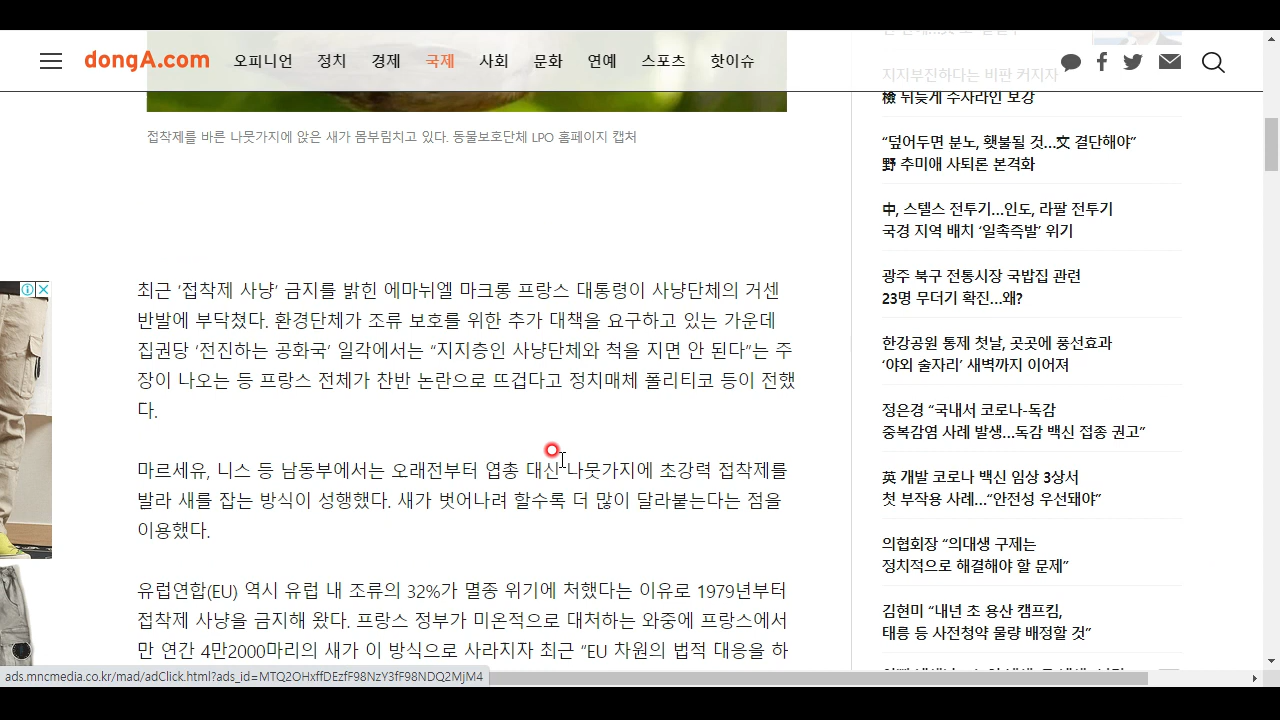 dongA.com
오피니언 정치 경제 국제 사회 문화 연예 스포츠 핫이슈
접착제를 바른 나뭇가지에 앉은 새가 몸부림치고 있다. 동물보호단체 LPO 홈페이지 캡처
최근 ‘접착제 사냥’ 금지를 밝힌 에마뉘엘 마크롱 프랑스 대통령이 사냥단체의 거센
반발에 부닥쳤다. 환경단체가 조류 보호를 위한 추가 대책을 요구하고 있는 가운데
집권당 ‘전진하는 공화국’ 일각에서는 “지지층인 사냥단체와 척을 지면 안 된다”는 주
장이 나오는 등 프랑스 전체가 찬반 논란으로 뜨겁다고 정치매체 폴리티코 등이 전했
다.
마르세유, 니스 등 남동부에서는 오래전부터 엽총 대신 나뭇가지에 초강력 접착제를
발라 새를 잡는 방식이 성행했다. 새가 벗어나려 할수록 더 많이 달라붙는다는 점을
이용했다.
유럽연합(EU) 역시 유럽 내 조류의 32%가 멸종 위기에 처했다는 이유로 1979년부터
접착제 사냥을 금지해 왔다. 프랑스 정부가 미온적으로 대처하는 와중에 프랑스에서
만 연간 4만2000마리의 새가 이 방식으로 사라지자 최근 “EU 차원의 법적 대응을 하
지지부진하다는 비판 커지자
檢 뒤늦게 수사라인 보강
“덮어두면 분노, 횃불될 것…文 결단해야”
野 추미애 사퇴론 본격화
中, 스텔스 전투기…인도, 라팔 전투기
국경 지역 배치 ‘일촉즉발’ 위기
광주 북구 전통시장 국밥집 관련
23명 무더기 확진…왜?
한강공원 통제 첫날, 곳곳에 풍선효과
‘야외 술자리’ 새벽까지 이어져
정은경 “국내서 코로나-독감
중복감염 사례 발생…독감 백신 접종 권고”
英 개발 코로나 백신 임상 3상서
첫 부작용 사례…“안전성 우선돼야”
의협회장 “의대생 구제는
정치적으로 해결해야 할 문제”
김현미 “내년 초 용산 캠프킴,
태릉 등 사전청약 물량 배정할 것”
ads.mncmedia.co.kr/mad/adClick.html?ads_id=MTQ2OHxffDEzfF98NzY3fF98NDQ2MjM4